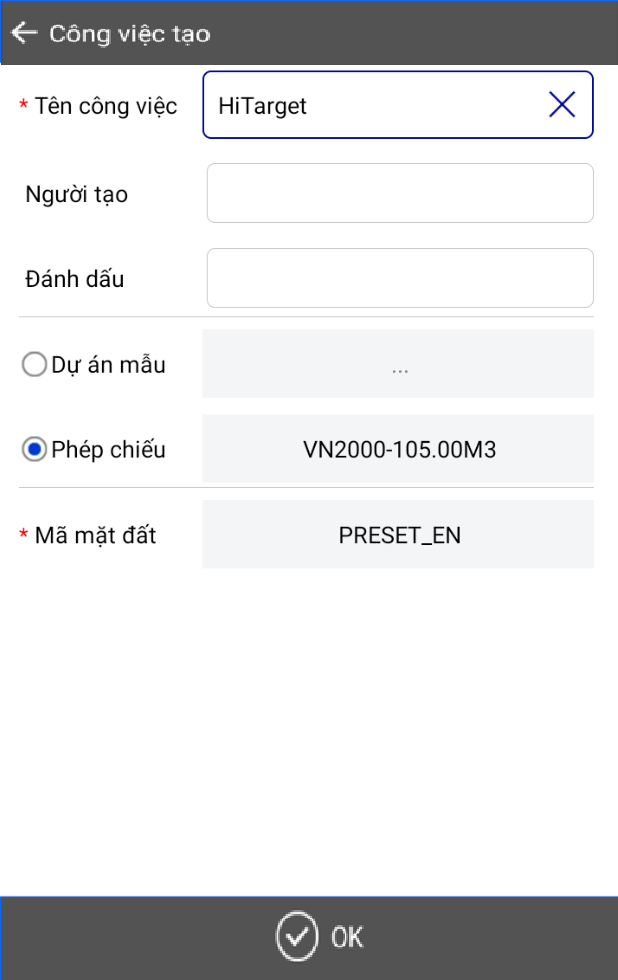 Công việc tạo
* Tên công việc HiTarget
Người tạo
Đánh dấu
Dự án mẫu ...
Phép chiếu VN2000-105.00M3
* Mã mặt đất PRESET_EN
OK